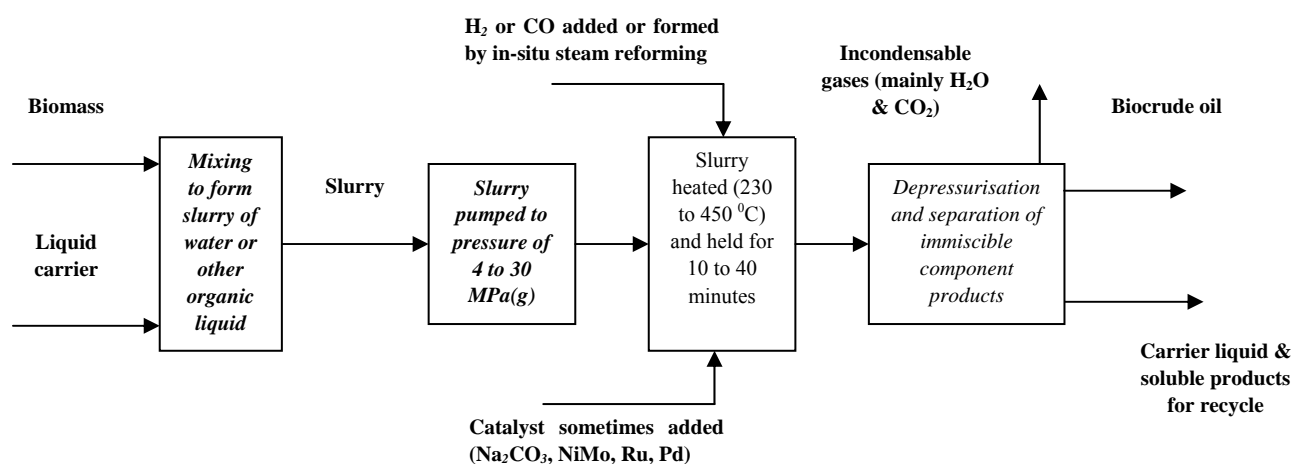 H₂ or CO added or formed
by in-situ steam reforming
Incondensable
gases (mainly H₂O
& CO₂)
Biomass
Biocrude oil
Mixing
to form
slurry of
water or
other
organic
liquid
Slurry
Slurry
pumped to
pressure of
4 to 30
MPa(g)
Slurry
heated (230
to 450 ⁰C)
and held for
10 to 40
minutes
Depressurisation
and separation of
immiscible
component
products
Liquid
carrier
Carrier liquid &
soluble products
for recycle
Catalyst sometimes added
(Na₂CO₃, NiMo, Ru, Pd)